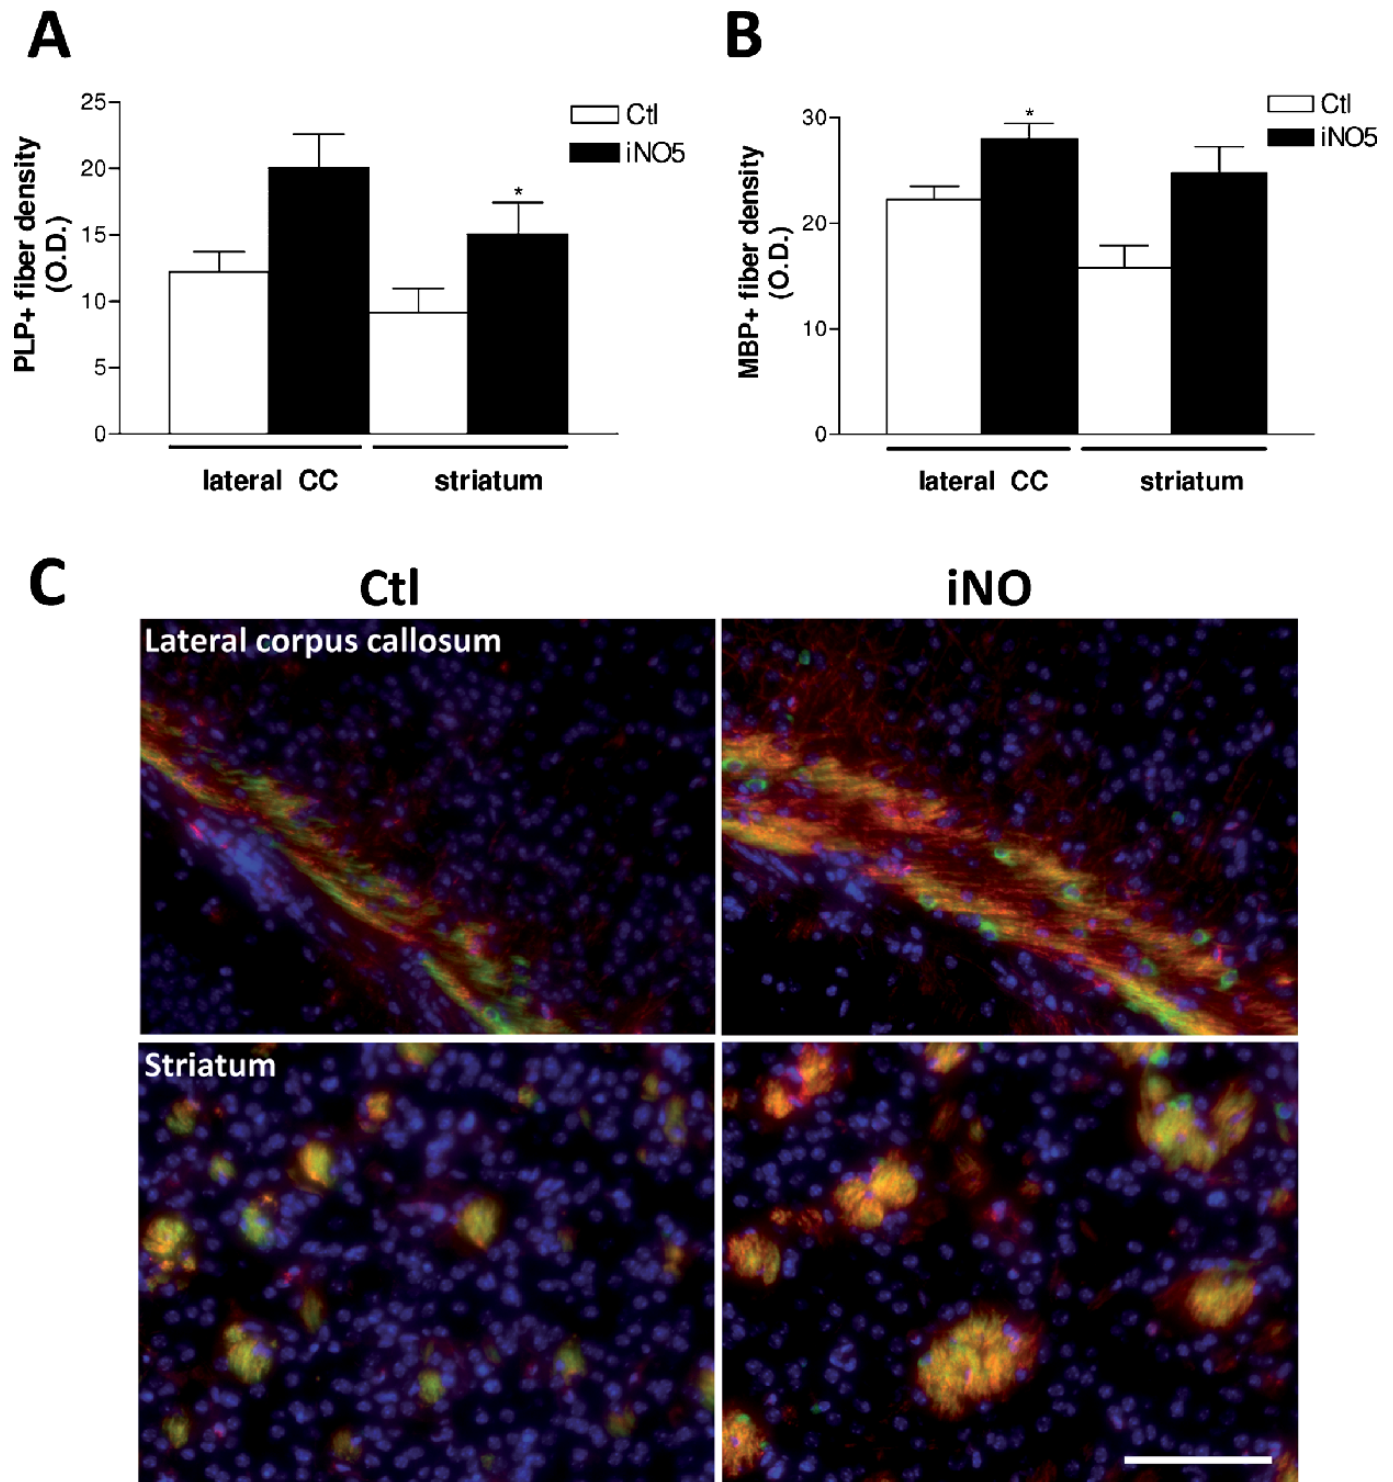 A
25
20
15
10
5
0
PLP+ fiber density
(O.D.)
Ctl
iNO5
*
lateral CC
striatum
B
30
20
10
0
MBP+ fiber density
(O.D.)
Ctl
iNO5
*
lateral CC
striatum
C
Ctl
iNO
Lateral corpus callosum
Striatum